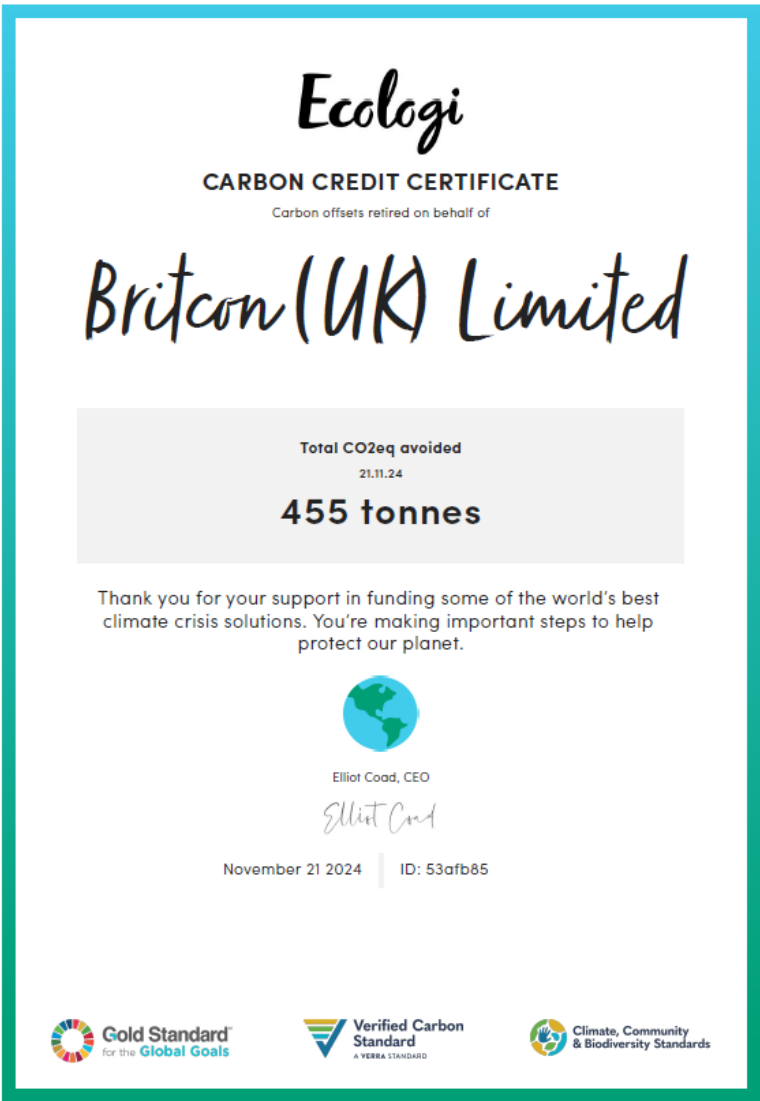 Ecologi
CARBON CREDIT CERTIFICATE
Carbon offsets retired on behalf of
Britcon (UK) Limited
Total CO2eq avoided
21.11.24
455 tonnes
Thank you for your support in funding some of the world's best
climate crisis solutions. You're making important steps to help
protect our planet.
Elliot Coad, CEO
Elliot Coad
November 21 2024 ID: 53afb85
Gold Standard
for the Global Goals
Verified Carbon
Standard
A VERRA STANDARD
Climate, Community
& Biodiversity Standards